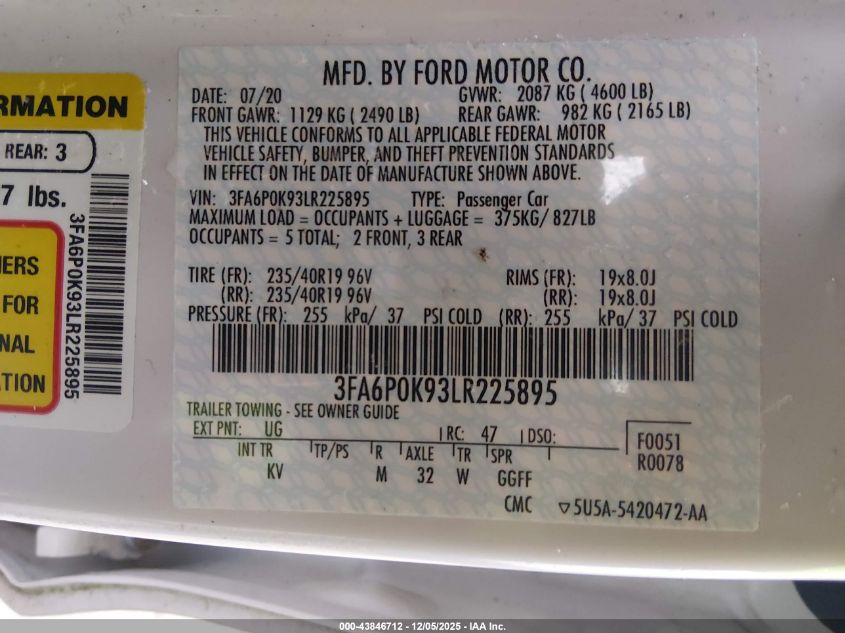 RMATION
REAR: 3
7 lbs.
NERS
FOR
NAL
ATION
3FA6P0K93LR225895
MFD. BY FORD MOTOR CO.
DATE: 07/20 GVWR: 2087 KG ( 4600 LB)
FRONT GAWR: 1129 KG ( 2490 LB) REAR GAWR: 982 KG ( 2165 LB)
THIS VEHICLE CONFORMS TO ALL APPLICABLE FEDERAL MOTOR
VEHICLE SAFETY, BUMPER, AND THEFT PREVENTION STANDARDS
IN EFFECT ON THE DATE OF MANUFACTURE SHOWN ABOVE.
VIN: 3FA6P0K93LR225895 TYPE: Passenger Car
MAXIMUM LOAD = OCCUPANTS + LUGGAGE = 375KG/ 827LB
OCCUPANTS = 5 TOTAL; 2 FRONT, 3 REAR
TIRE (FR): 235/40R19 96V RIMS (FR): 19x8.0J
(RR): 235/40R19 96V (RR): 19x8.0J
PRESSURE (FR): 255 kPa/ 37 PSI COLD (RR): 255 kPa/ 37 PSI COLD
3FA6P0K93LR225895
TRAILER TOWING - SEE OWNER GUIDE
EXT PNT: UG RC: 47 DSO: F0051
INT TR TP/PS R AXLE TR SPR R0078
KV M 32 W GGFF
CMC ▽5U5A-5420472-AA
000-43846712 - 12/05/2025 - IAA Inc.